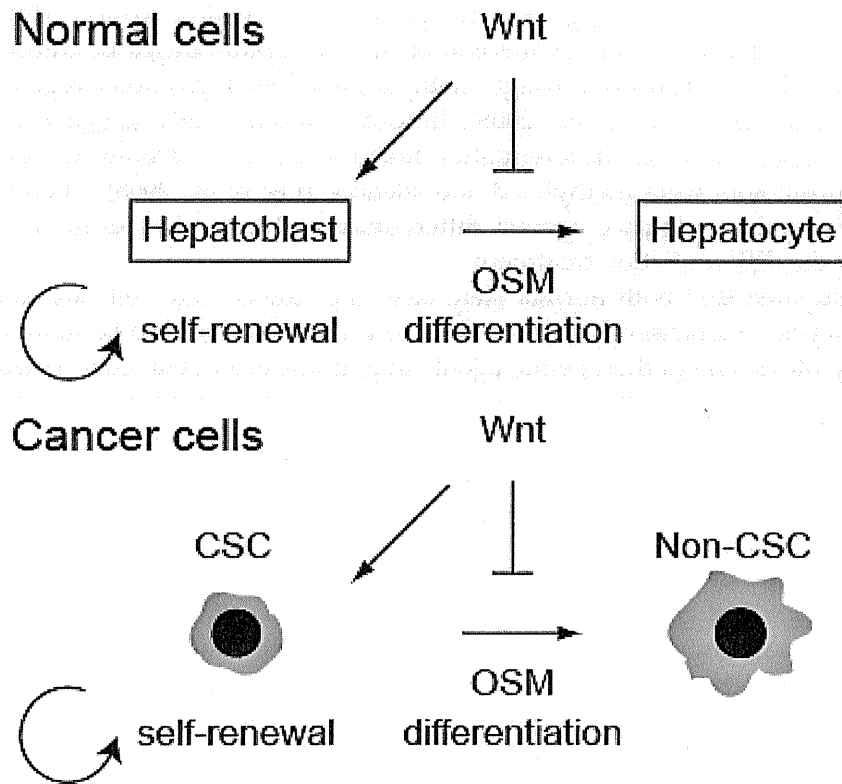 Normal cells
Wnt
Hepatoblast
Hepatocyte
OSM
self-renewal
differentiation
Cancer cells
Wnt
CSC
Non-CSC
OSM
self-renewal
differentiation